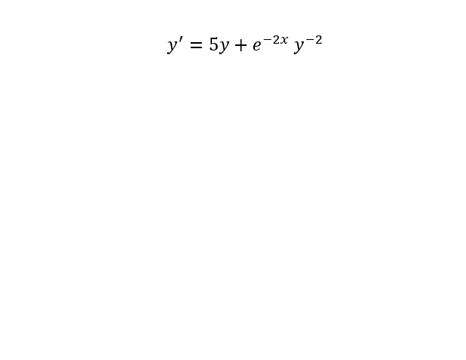 y′ = 5y + e⁻²ˣ y⁻²